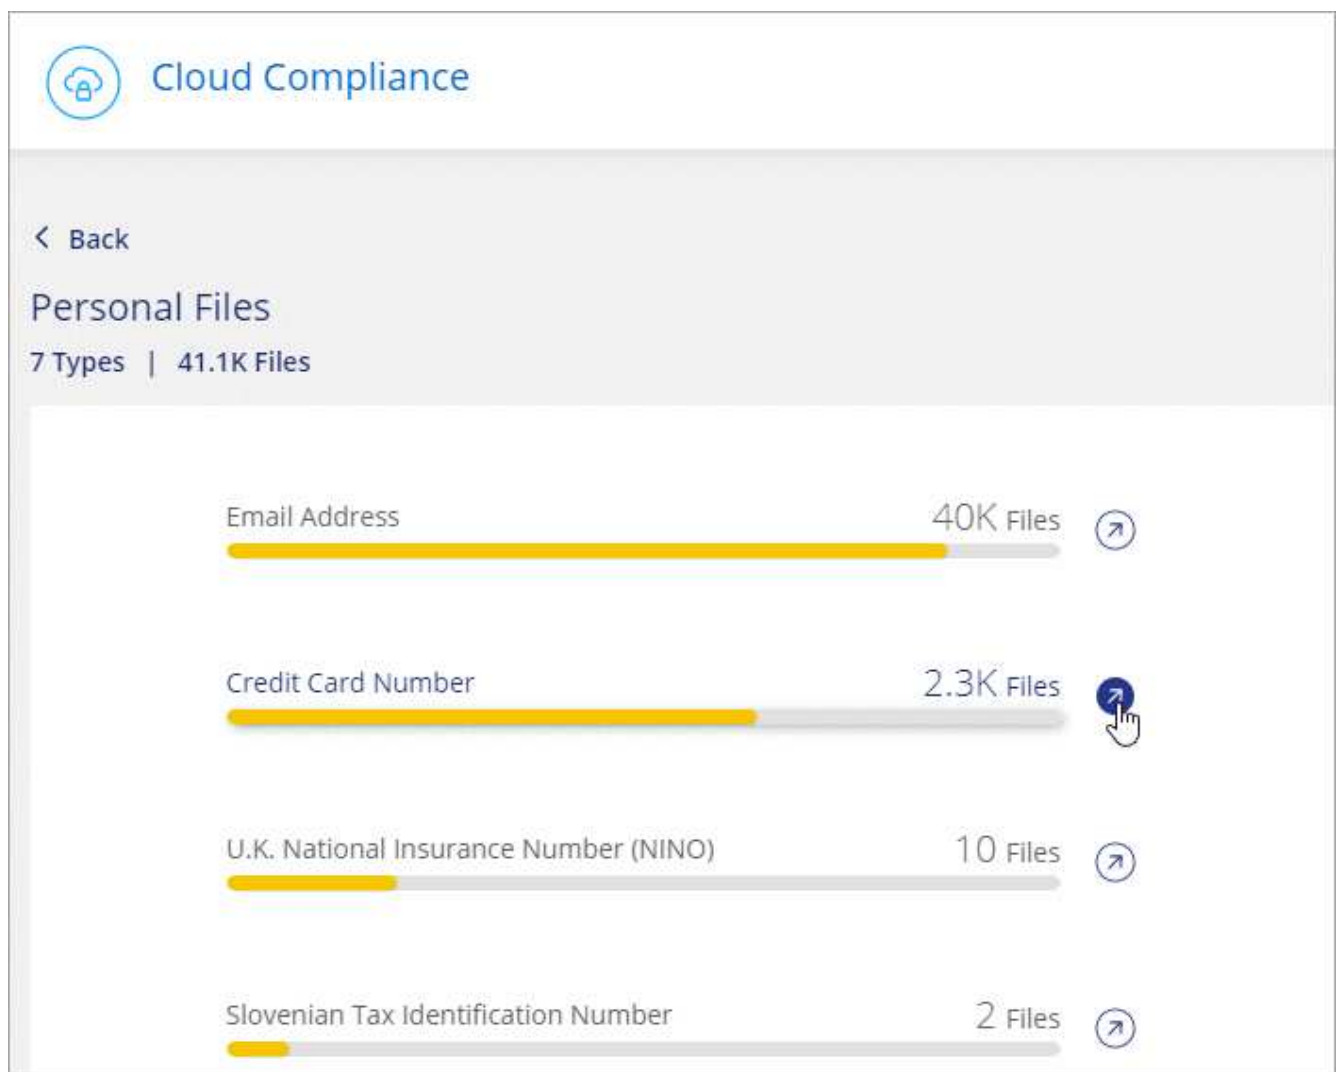 Cloud Compliance
Back
Personal Files
7 Types | 41.1K Files
Email Address 40K Files
Credit Card Number 2.3K Files
U.K. National Insurance Number (NINO) 10 Files
Slovenian Tax Identification Number 2 Files